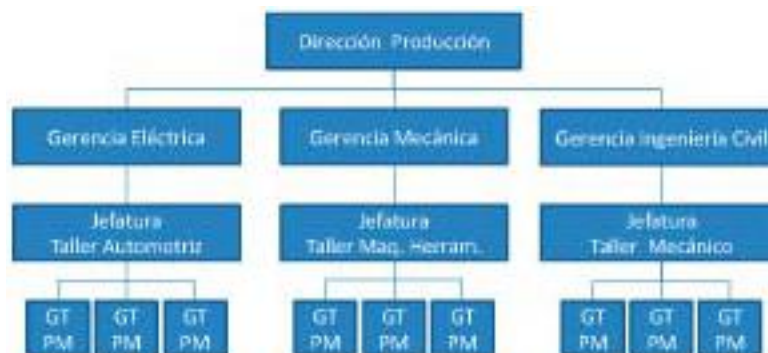 Dirección Producción
Gerencia Eléctrica
Gerencia Mecánica
Gerencia Ingeniería Civil
Jefatura
Taller Automotriz
Jefatura
Taller Maq. Herram.
Jefatura
Taller Mecánico
GT
PM
GT
PM
GT
PM
GT
PM
GT
PM
GT
PM
GT
PM
GT
PM
GT
PM